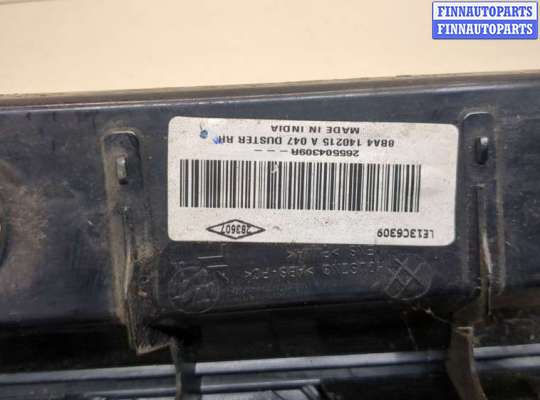 FINNAUTOPARTS
FINNAUTOPARTS
265504309R---
8BA4 140215 A 047 DUSTER RH
MADE IN INDIA
LE13C6309
283607